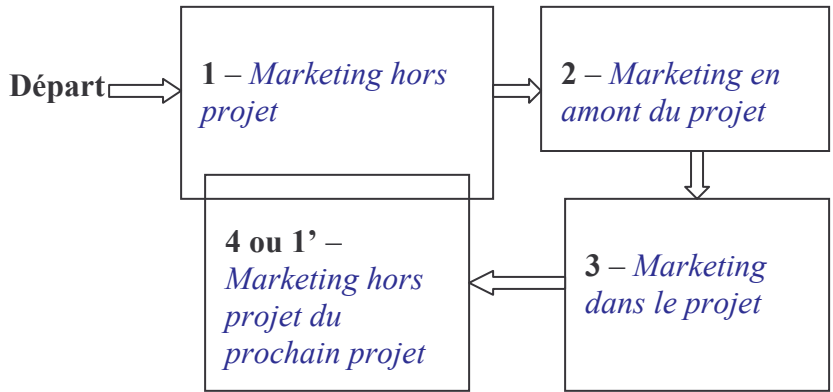 Départ
1 – Marketing hors
projet
2 – Marketing en
amont du projet
4 ou 1’ –
Marketing hors
projet du
prochain projet
3 – Marketing
dans le projet